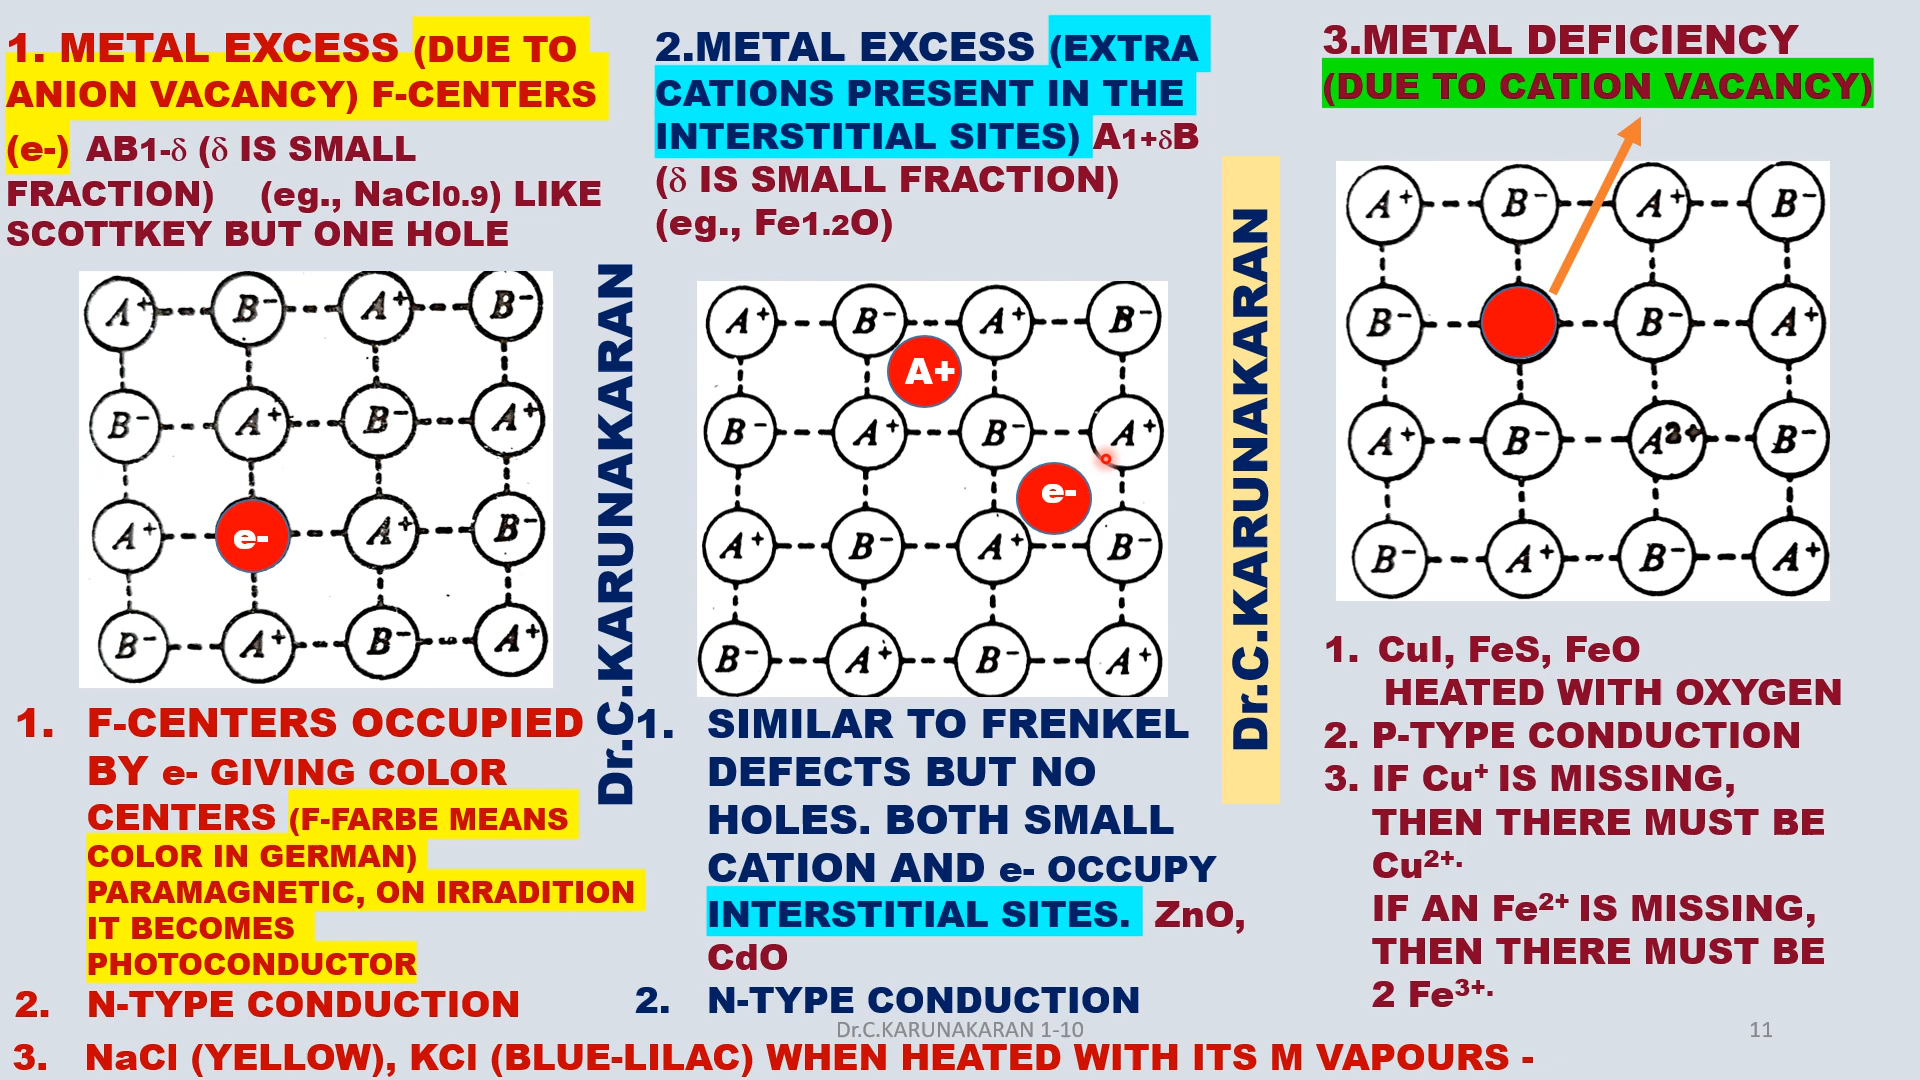 1. METAL EXCESS (DUE TO
ANION VACANCY) F-CENTERS
(e-) AB1-δ (δ IS SMALL
FRACTION) (eg., NaCl0.9) LIKE
SCOTTKEY BUT ONE HOLE
A+ B− A+ B−
B− A+ B− A+
A+ e- A+ B−
B− A+ B− A+
1. F-CENTERS OCCUPIED
BY e- GIVING COLOR
CENTERS (F-FARBE MEANS
COLOR IN GERMAN)
PARAMAGNETIC, ON IRRADITION
IT BECOMES
PHOTOCONDUCTOR
2. N-TYPE CONDUCTION
3. NaCl (YELLOW), KCl (BLUE-LILAC) WHEN HEATED WITH ITS M VAPOURS -
Dr.C.KARUNAKARAN
2.METAL EXCESS (EXTRA
CATIONS PRESENT IN THE
INTERSTITIAL SITES) A1+δB
(δ IS SMALL FRACTION)
(eg., Fe1.2O)
A+ B− A+ B−
A+
B− A+ B− A+
e-
A+ B− A+ B−
B− A+ B− A+
1. SIMILAR TO FRENKEL
DEFECTS BUT NO
HOLES. BOTH SMALL
CATION AND e- OCCUPY
INTERSTITIAL SITES. ZnO,
CdO
2. N-TYPE CONDUCTION
Dr.C.KARUNAKARAN
3.METAL DEFICIENCY
(DUE TO CATION VACANCY)
A+ B− A+ B−
B− B− A+
A+ B− A2+ B−
B− A+ B− A+
1. CuI, FeS, FeO
HEATED WITH OXYGEN
2. P-TYPE CONDUCTION
3. IF Cu+ IS MISSING,
THEN THERE MUST BE
Cu2+.
IF AN Fe2+ IS MISSING,
THEN THERE MUST BE
2 Fe3+.
Dr.C.KARUNAKARAN 1-10
11